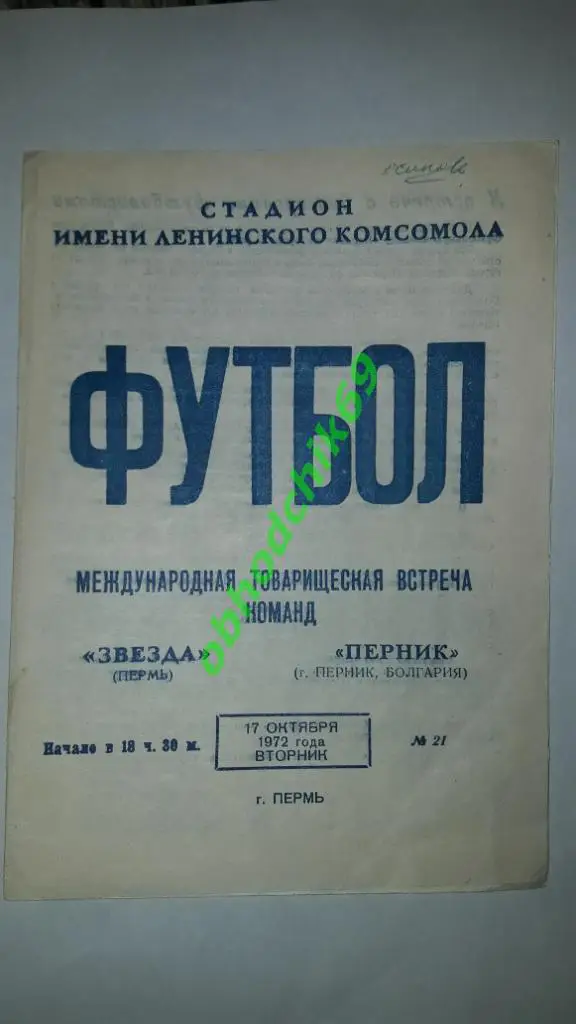 СТАДИОН
ИМЕНИ ЛЕНИНСКОГО КОМСОМОЛА
ФУТБОЛ
МЕЖДУНАРОДНАЯ ТОВАРИЩЕСКАЯ ВСТРЕЧА
КОМАНД
«ЗВЕЗДА» «ПЕРНИК»
(ПЕРМЬ) (г. ПЕРНИК, БОЛГАРИЯ)
Начало в 18 ч. 30 м.
17 ОКТЯБРЯ
1972 года
ВТОРНИК
№ 21
г. ПЕРМЬ
obhodchik69